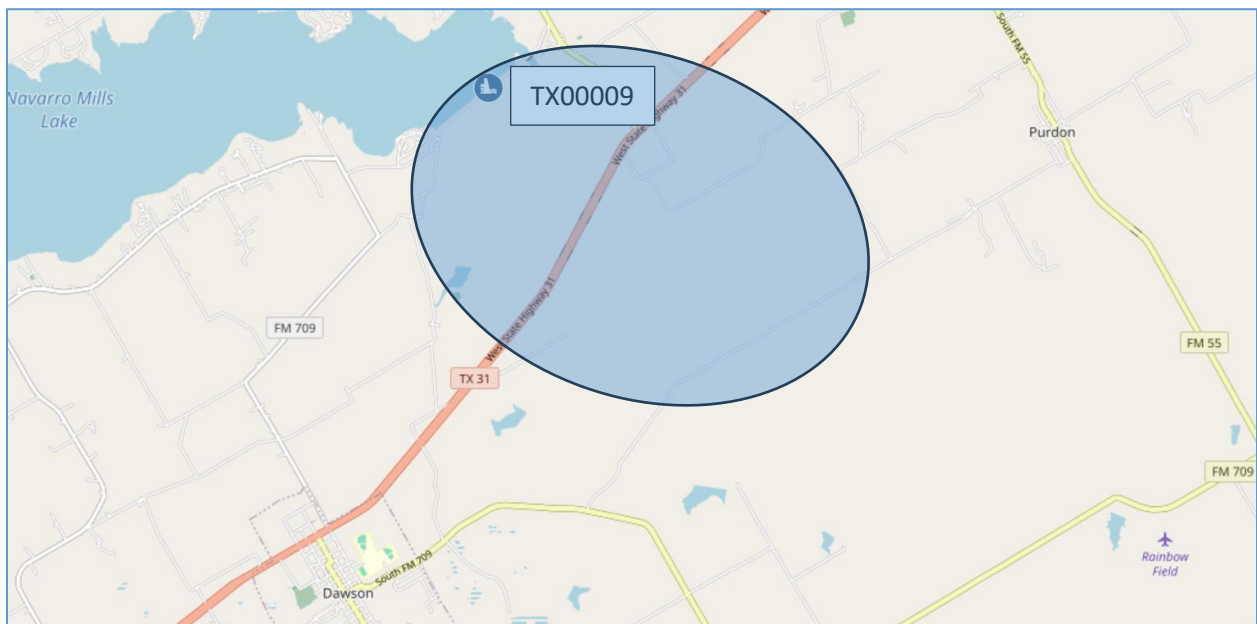 South FM 55
Navarro Mills
Lake
TX00009
West State Highway 31
Purdon
West State Highway 31
FM 709
FM 55
TX 31
FM 709
Rainbow
Field
South FM 709
Dawson